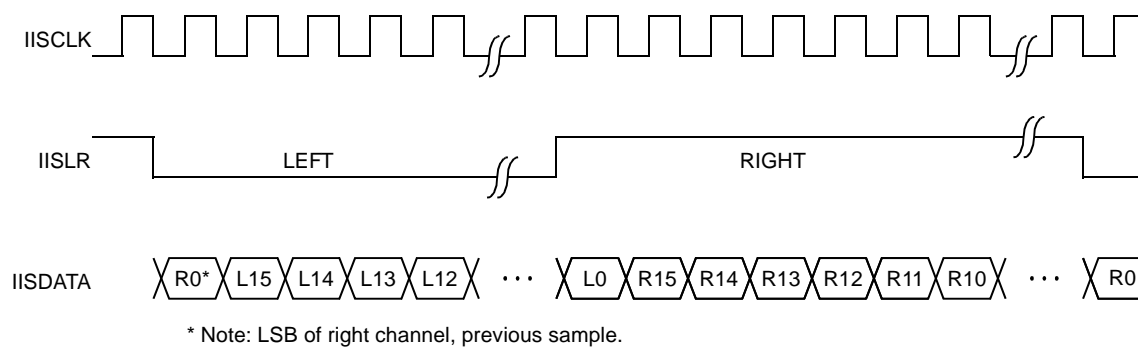 IISCLK
IISLR LEFT RIGHT
IISDATA R0* L15 L14 L13 L12 ··· L0 R15 R14 R13 R12 R11 R10 ··· R0
* Note: LSB of right channel, previous sample.